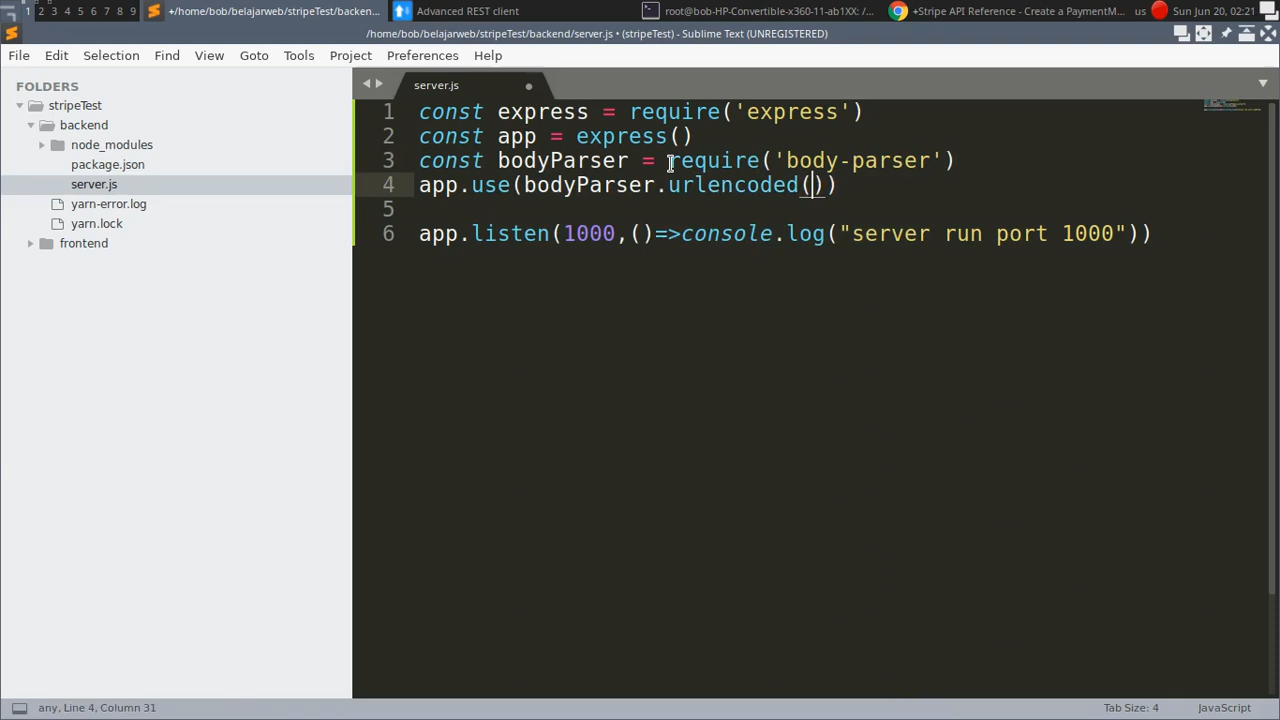 1 2 3 4 5 6 7 8 9
+/home/bob/belajarweb/stripeTest/backen...
Advanced REST client
root@bob-HP-Convertible-x360-11-ab1XX: /...
+Stripe API Reference - Create a PaymentM...
us
Sun Jun 20, 02:21
/home/bob/belajarweb/stripeTest/backend/server.js • (stripeTest) - Sublime Text (UNREGISTERED)
File Edit Selection Find View Goto Tools Project Preferences Help
FOLDERS
stripeTest
backend
node_modules
package.json
server.js
yarn-error.log
yarn.lock
frontend
server.js
1 const express = require('express')
2 const app = express()
3 const bodyParser = require('body-parser')
4 app.use(bodyParser.urlencoded())
5
6 app.listen(1000,()=>console.log("server run port 1000"))
any, Line 4, Column 31
Tab Size: 4
JavaScript